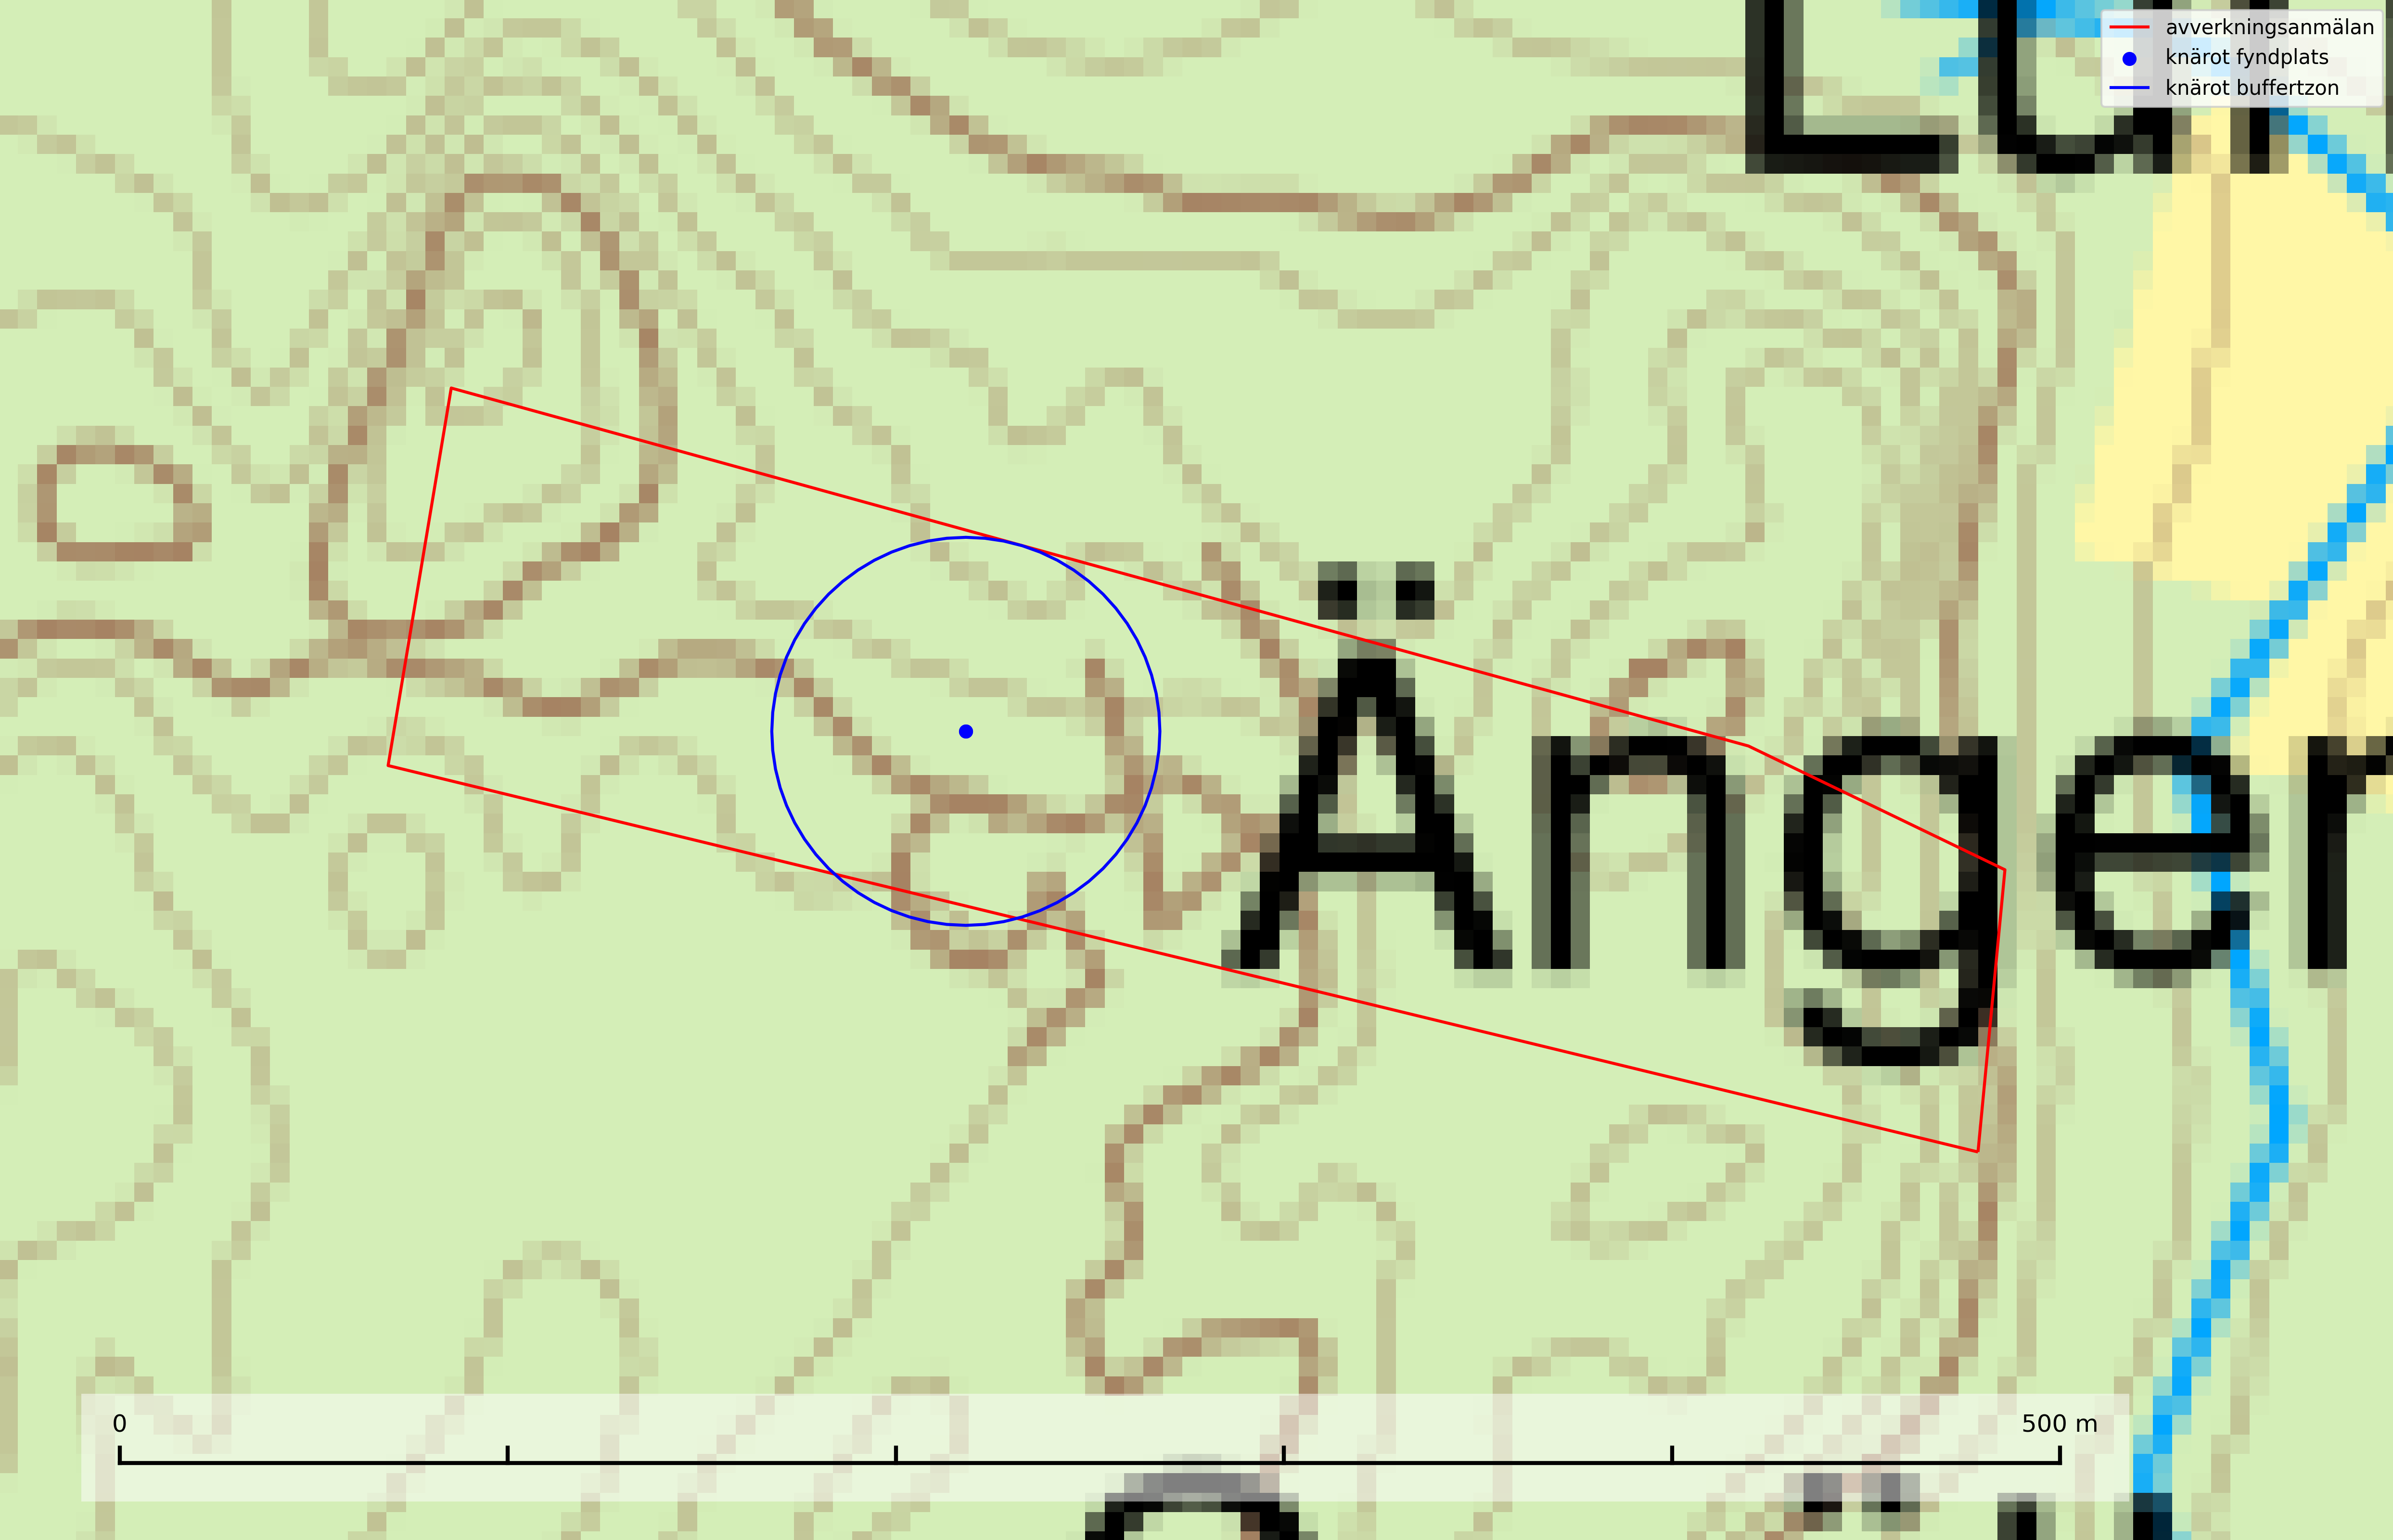 avverkningsanmälan
knärot fyndplats
knärot buffertzon
Änger
0 500 m